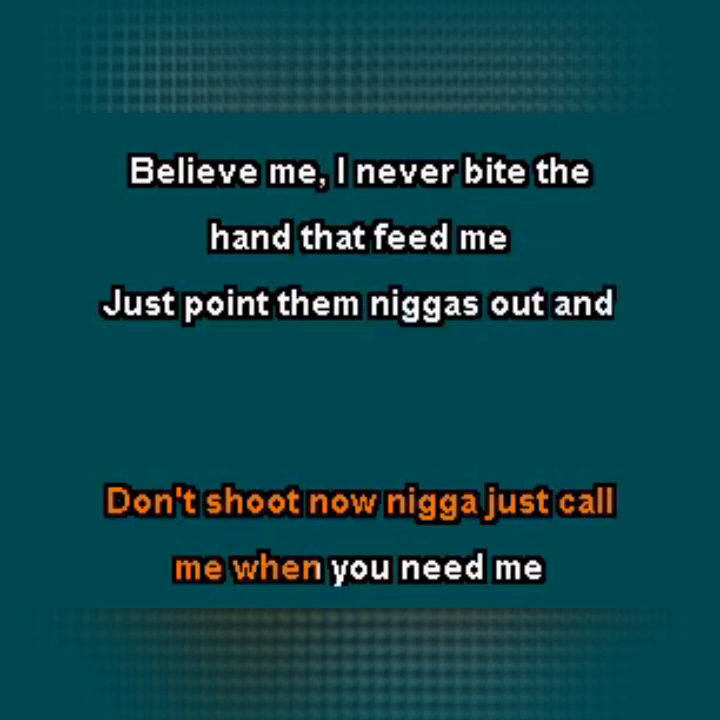 Believe me, I never bite the
hand that feed me
Just point them niggas out and
Don't shoot now nigga just call
me when you need me